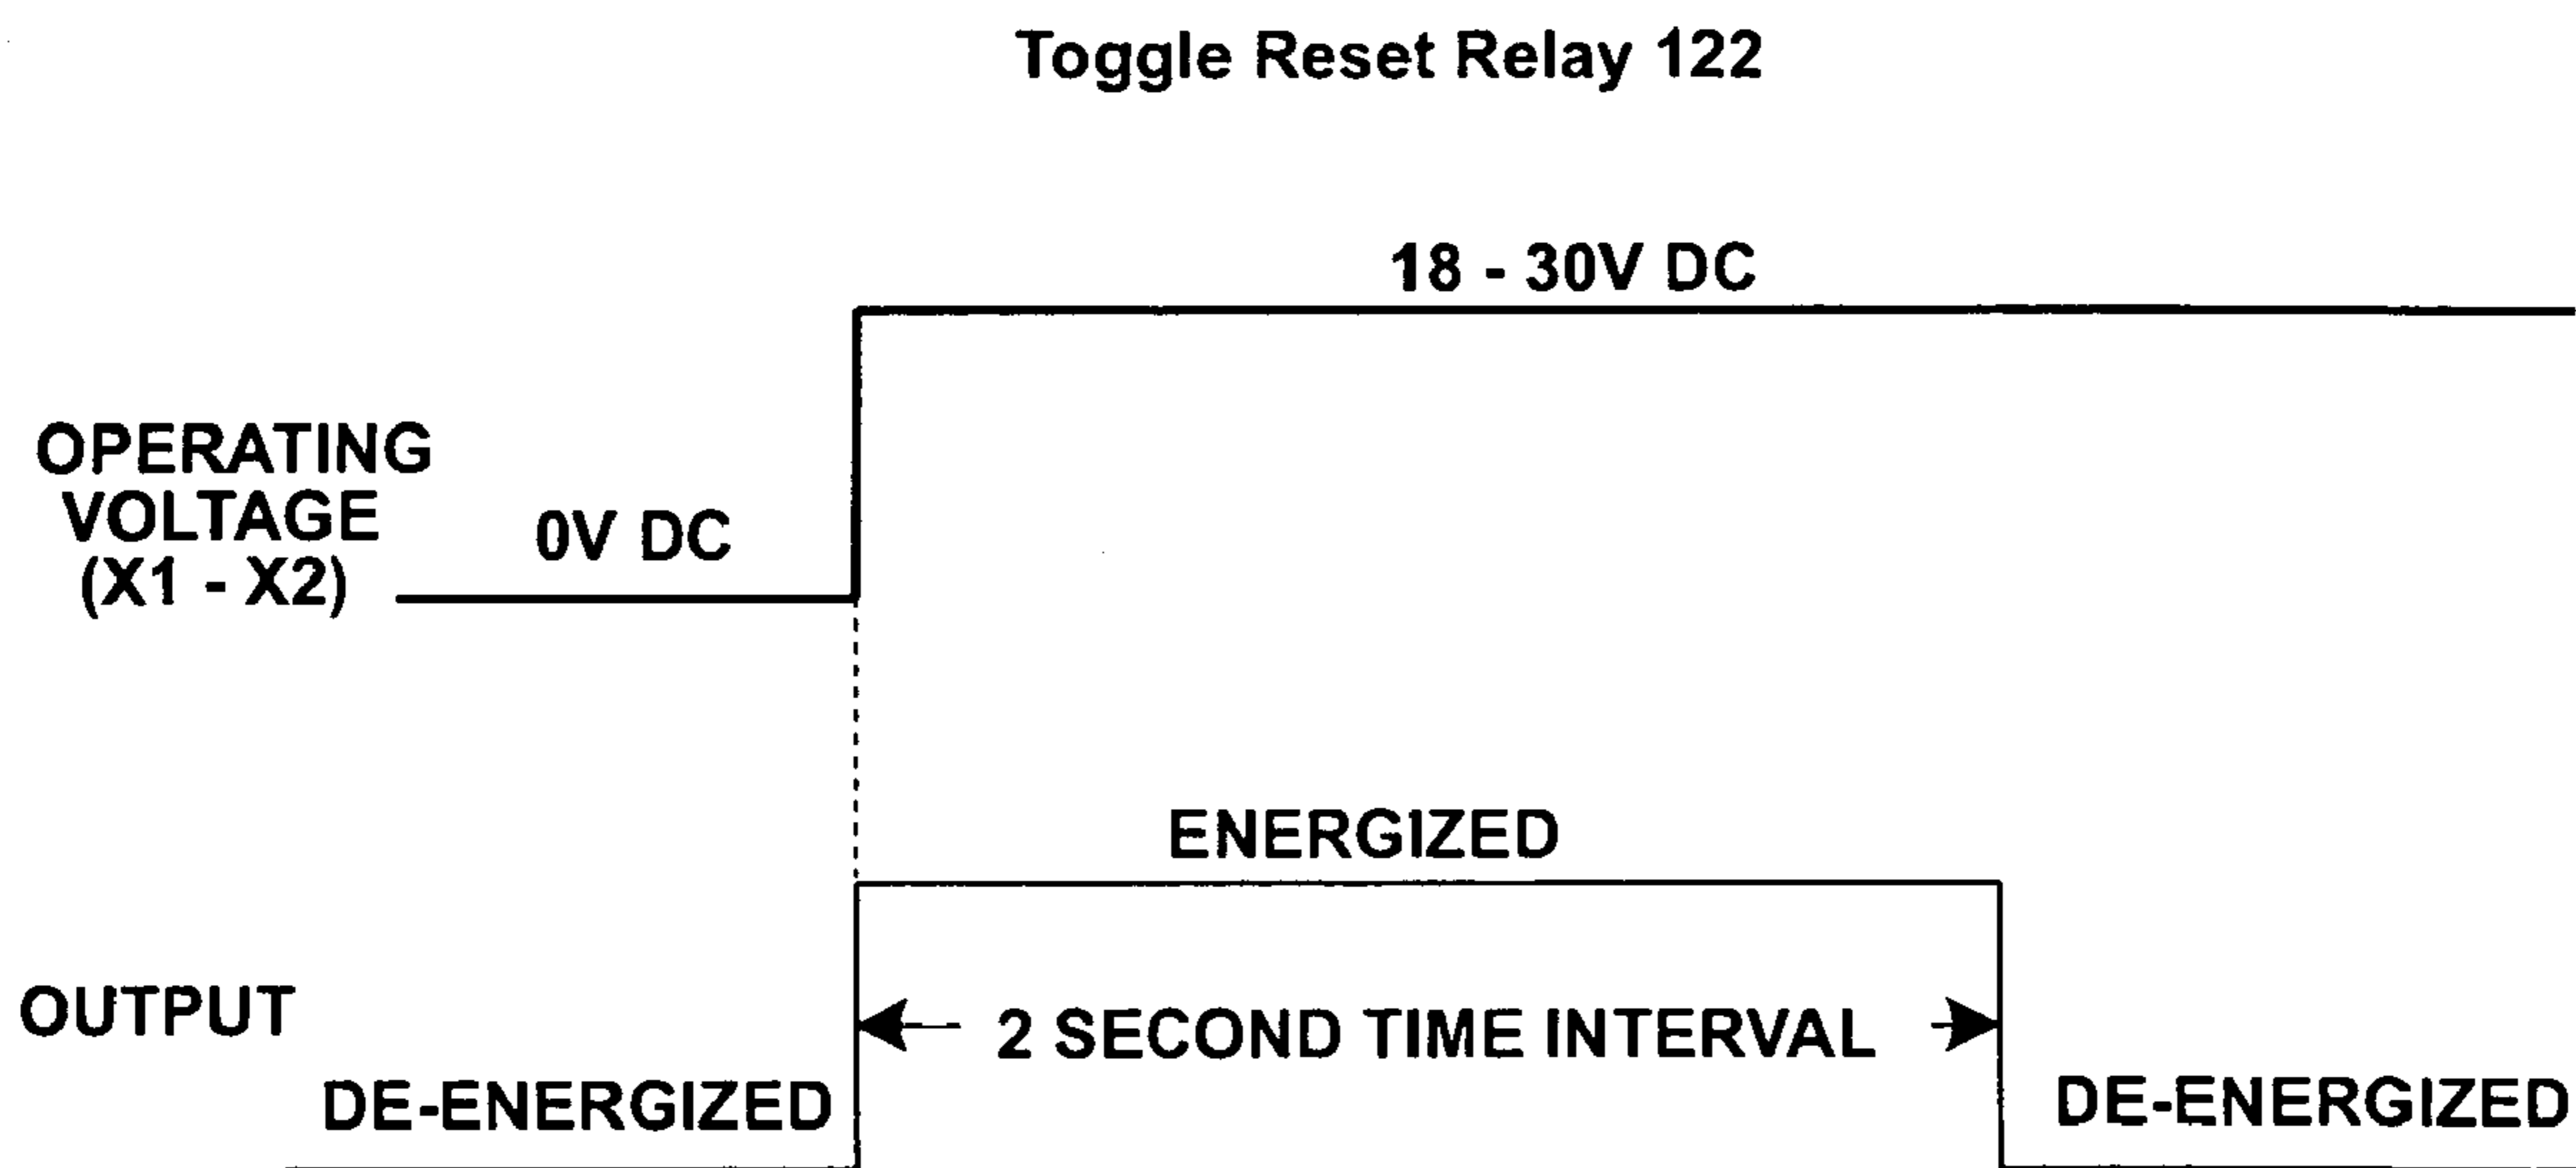 Toggle Reset Relay 122
18 - 30V DC
OPERATING
VOLTAGE
(X1 - X2)
0V DC
ENERGIZED
OUTPUT
2 SECOND TIME INTERVAL
DE-ENERGIZED
DE-ENERGIZED